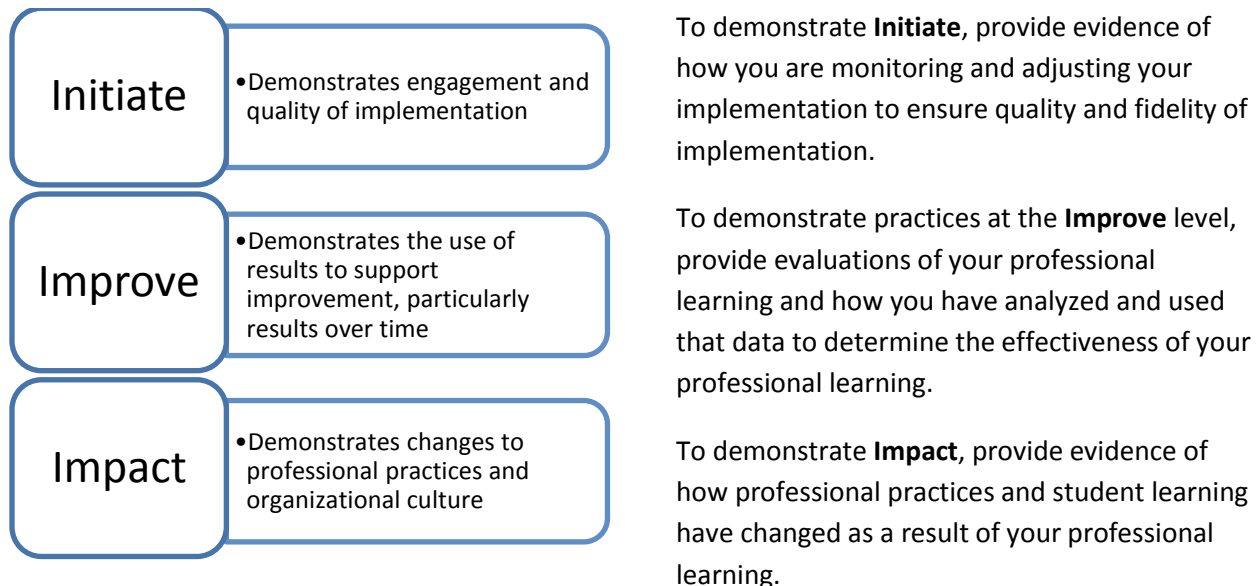 Initiate
•Demonstrates engagement and
quality of implementation
Improve
•Demonstrates the use of
results to support
improvement, particularly
results over time
Impact
•Demonstrates changes to
professional practices and
organizational culture
To demonstrate Initiate, provide evidence of
how you are monitoring and adjusting your
implementation to ensure quality and fidelity of
implementation.
To demonstrate practices at the Improve level,
provide evaluations of your professional
learning and how you have analyzed and used
that data to determine the effectiveness of your
professional learning.
To demonstrate Impact, provide evidence of
how professional practices and student learning
have changed as a result of your professional
learning.